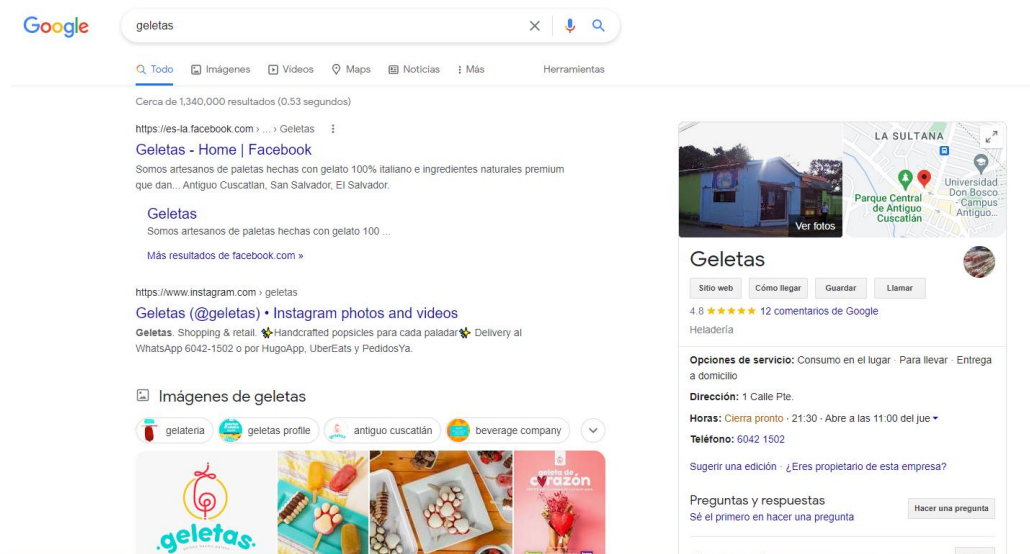 Google
geletas
Todo
Imágenes
Vídeos
Maps
Noticias
Más
Herramientas
Cerca de 1,340,000 resultados (0.53 segundos)
https://es-la.facebook.com › ... › Geletas
Geletas - Home | Facebook
Somos artesanos de paletas hechas con gelato 100% italiano e ingredientes naturales premium
que dan... Antiguo Cuscatlan, San Salvador, El Salvador.
Geletas
Somos artesanos de paletas hechas con gelato 100 ...
Más resultados de facebook.com »
https://www.instagram.com › geletas
Geletas (@geletas) • Instagram photos and videos
Geletas. Shopping & retail. Handcrafted popsicles para cada paladar Delivery al
WhatsApp 6042-1502 o por HugoApp, UberEats y PedidosYa.
Imágenes de geletas
gelateria
geletas profile
antiguo cuscatlán
beverage company
geletas
geleta de
corazón
LA SULTANA
Parque Central
de Antiguo
Cuscatlán
Universidad
Don Bosco
- Campus
Antiguo...
Ver fotos
Geletas
Sitio web
Cómo llegar
Guardar
Llamar
4.8 ★★★★★ 12 comentarios de Google
Heladería
Opciones de servicio: Consumo en el lugar · Para llevar · Entrega
a domicilio
Dirección: 1 Calle Pte.
Horas: Cierra pronto · 21:30 · Abre a las 11:00 del jue
Teléfono: 6042 1502
Sugerir una edición · ¿Eres propietario de esta empresa?
Preguntas y respuestas
Sé el primero en hacer una pregunta
Hacer una pregunta